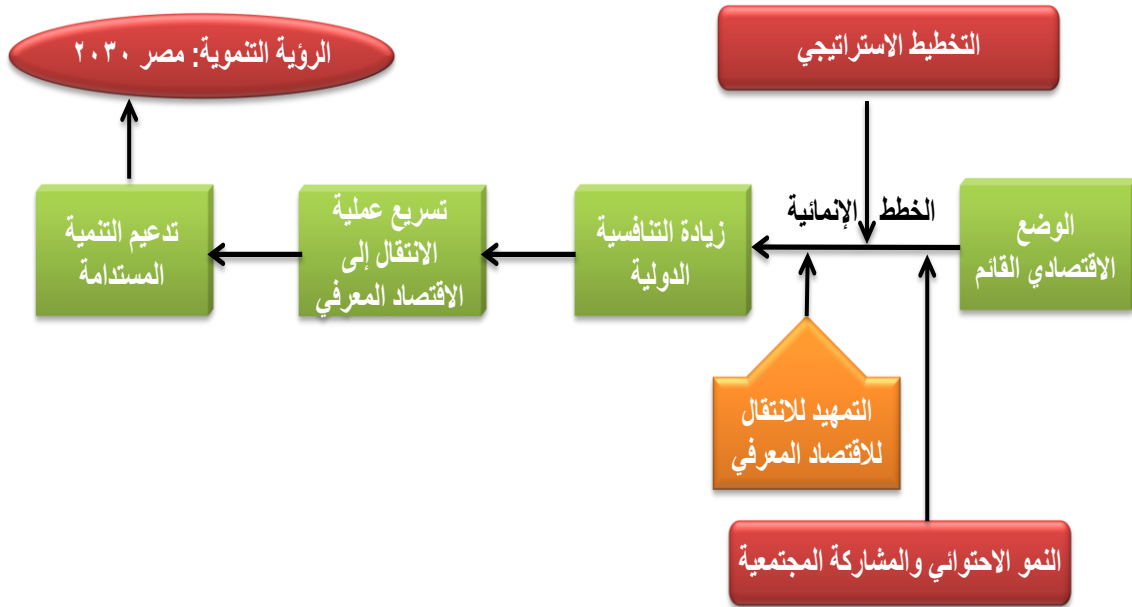 الرؤية التنموية: مصر ٢٠٣٠
التخطيط الاستراتيجي
الخطط الإنمائية
الوضع
الاقتصادي القائم
زيادة التنافسية
الدولية
تسريع عملية
الانتقال إلى
الاقتصاد المعرفي
تدعيم التنمية
المستدامة
التمهيد للانتقال
للاقتصاد المعرفي
النمو الاحتوائي والمشاركة المجتمعية